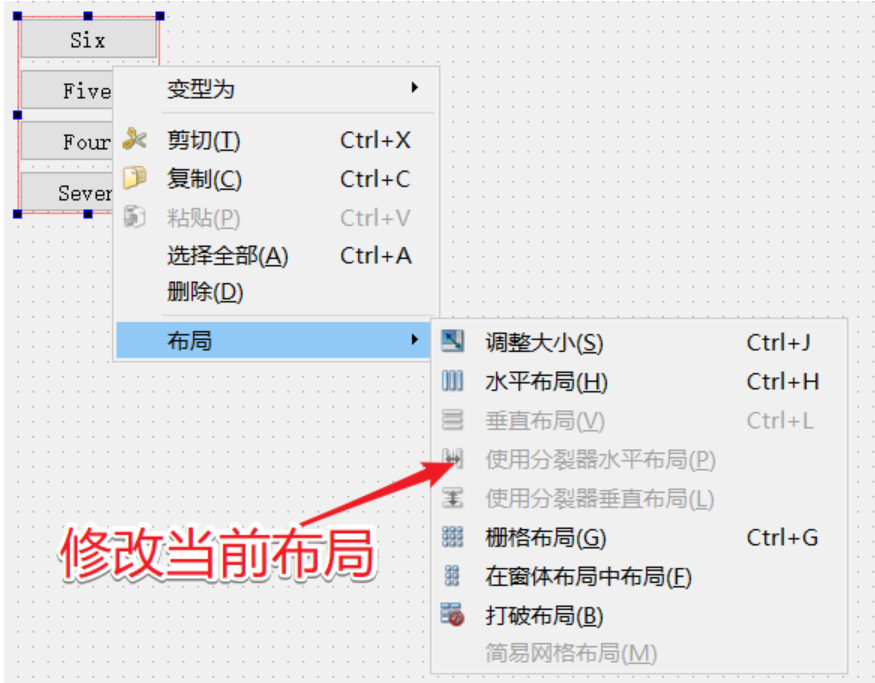 Six
Five
Four
Seven
变型为
剪切(T) Ctrl+X
复制(C) Ctrl+C
粘贴(P) Ctrl+V
选择全部(A) Ctrl+A
删除(D)
布局
调整大小(S) Ctrl+J
水平布局(H) Ctrl+H
垂直布局(V) Ctrl+L
使用分裂器水平布局(P)
使用分裂器垂直布局(L)
栅格布局(G) Ctrl+G
在窗体布局中布局(F)
打破布局(B)
简易网格布局(M)
修改当前布局